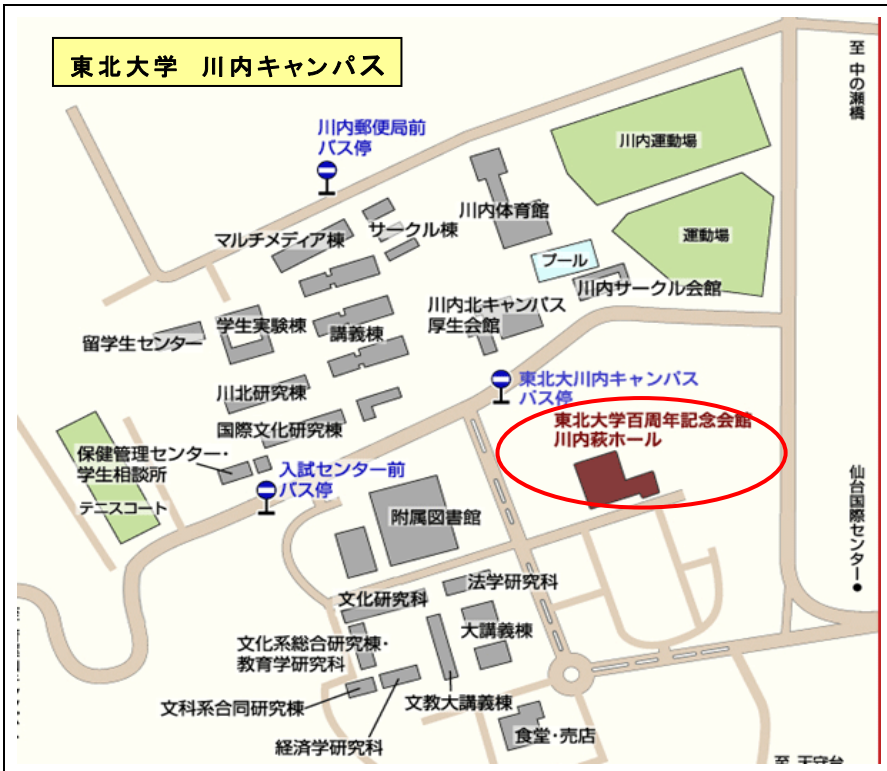 東北大学 川内キャンパス
至 中の瀬橋
川内郵便局前
バス停
川内運動場
川内体育館
サークル棟
マルチメディア棟
運動場
プール
川内サークル会館
川内北キャンパス
厚生会館
学生実験棟
講義棟
留学生センター
東北大川内キャンパス
バス停
川北研究棟
東北大学百周年記念会館
川内萩ホール
国際文化研究棟
保健管理センター・
学生相談所
入試センター前
バス停
テニスコート
附属図書館
仙台国際センター●
法学研究科
文化研究科
大講義棟
文化系総合研究棟・
教育学研究科
文教大講義棟
文科系合同研究棟
経済学研究科
食堂・売店
至 天守台